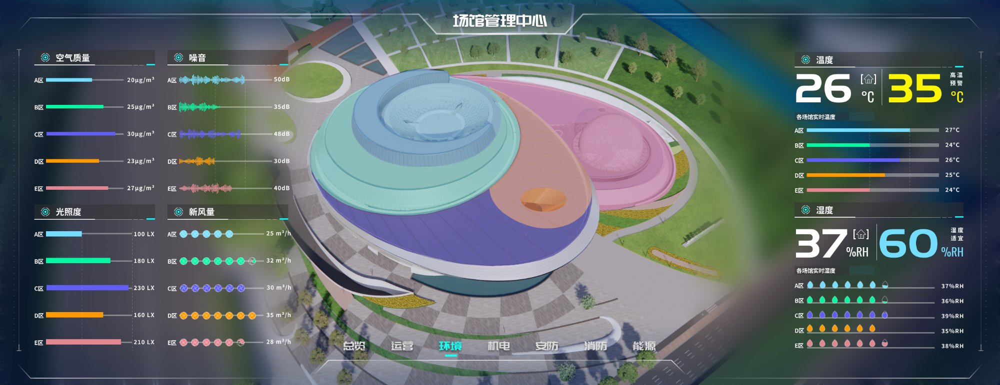 场馆管理中心
空气质量
A区 20μg/m³
B区 25μg/m³
C区 30μg/m³
D区 23μg/m³
E区 27μg/m³
噪音
A区 50dB
B区 35dB
C区 48dB
D区 30dB
E区 40dB
光照度
A区 100 LX
B区 180 LX
C区 230 LX
D区 160 LX
E区 210 LX
新风量
A区 25 m³/h
B区 32 m³/h
C区 30 m³/h
D区 35 m³/h
E区 28 m³/h
温度
26 °C
35 °C
高温
预警
各场馆实时温度
A区 27°C
B区 24°C
C区 26°C
D区 25°C
E区 24°C
湿度
37 %RH
60 %RH
湿度
适宜
各场馆实时湿度
A区 37%RH
B区 36%RH
C区 39%RH
D区 35%RH
E区 38%RH
总览 运营 环境 机电 安防 消防 能源